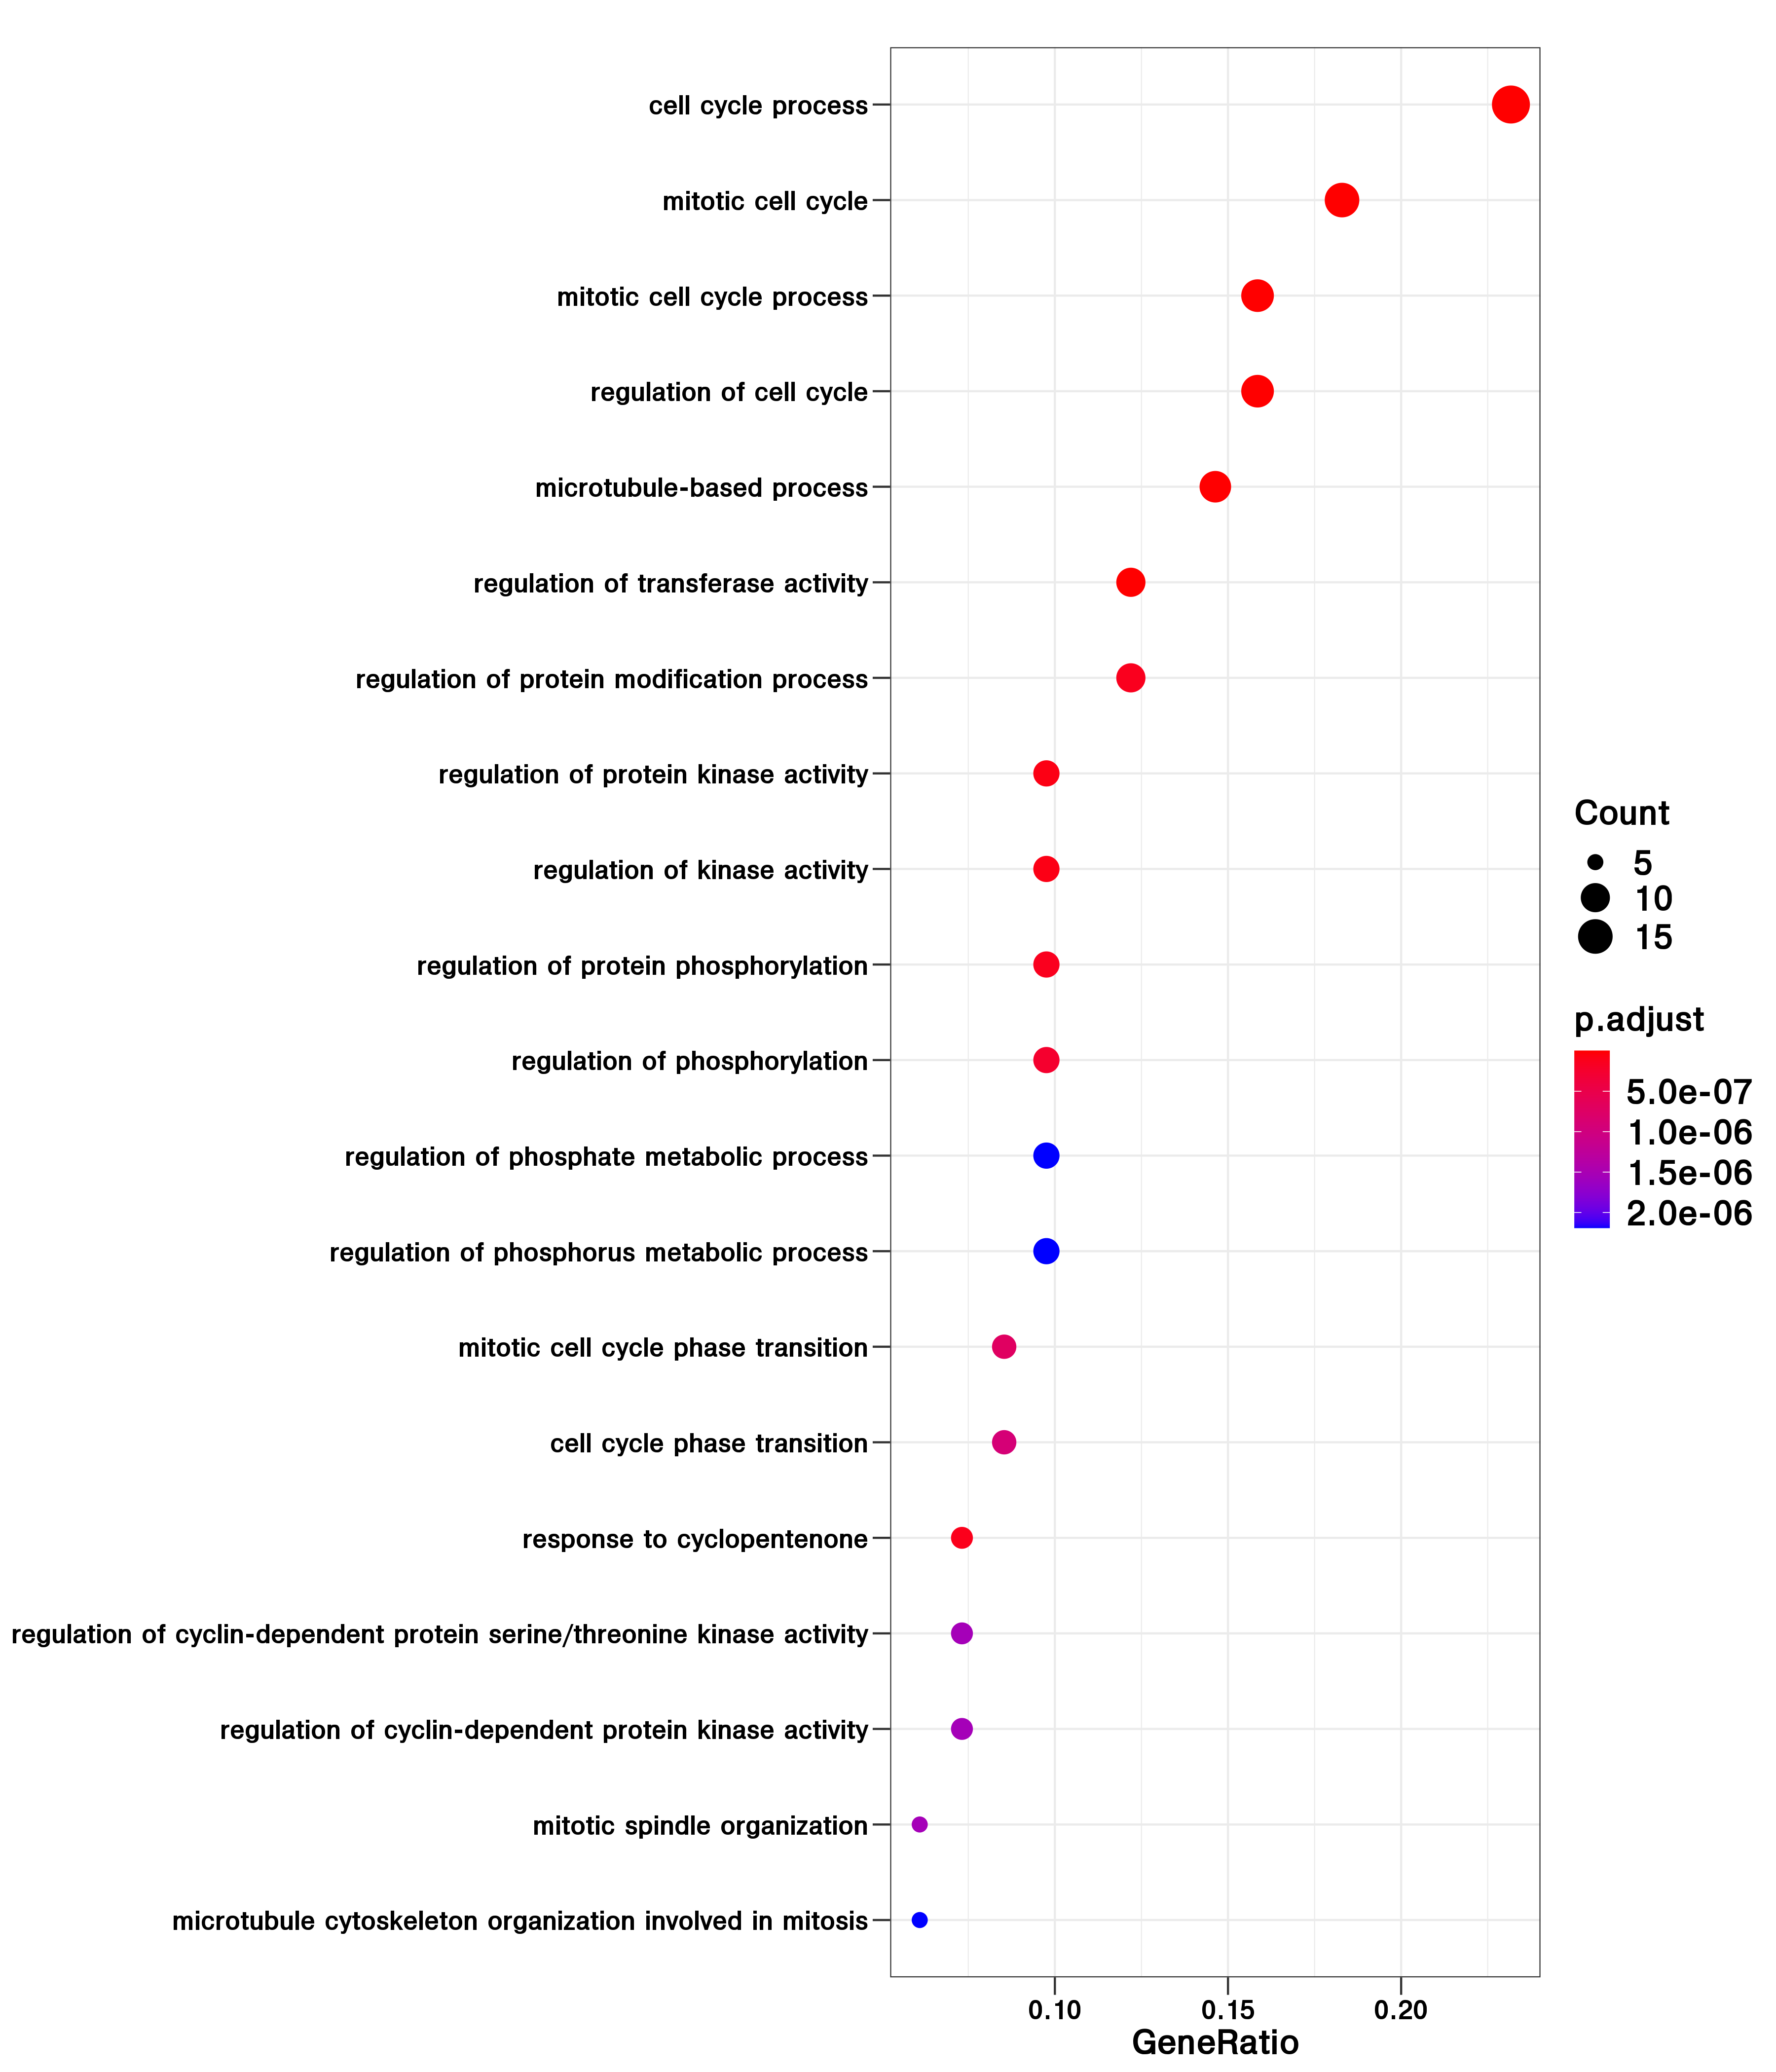 cell cycle process
mitotic cell cycle
mitotic cell cycle process
regulation of cell cycle
microtubule-based process
regulation of transferase activity
regulation of protein modification process
regulation of protein kinase activity
regulation of kinase activity
regulation of protein phosphorylation
regulation of phosphorylation
regulation of phosphate metabolic process
regulation of phosphorus metabolic process
mitotic cell cycle phase transition
cell cycle phase transition
response to cyclopentenone
regulation of cyclin-dependent protein serine/threonine kinase activity
regulation of cyclin-dependent protein kinase activity
mitotic spindle organization
microtubule cytoskeleton organization involved in mitosis
0.10 0.15 0.20
GeneRatio
Count
5
10
15
p.adjust
5.0e-07
1.0e-06
1.5e-06
2.0e-06